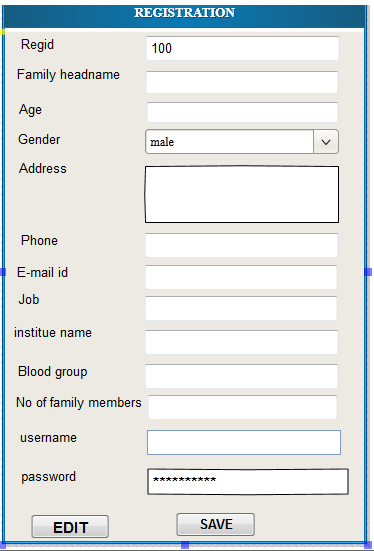 REGISTRATION
Regid 100
Family headname
Age
Gender male
Address
Phone
E-mail id
Job
institue name
Blood group
No of family members
username
password **********
EDIT SAVE